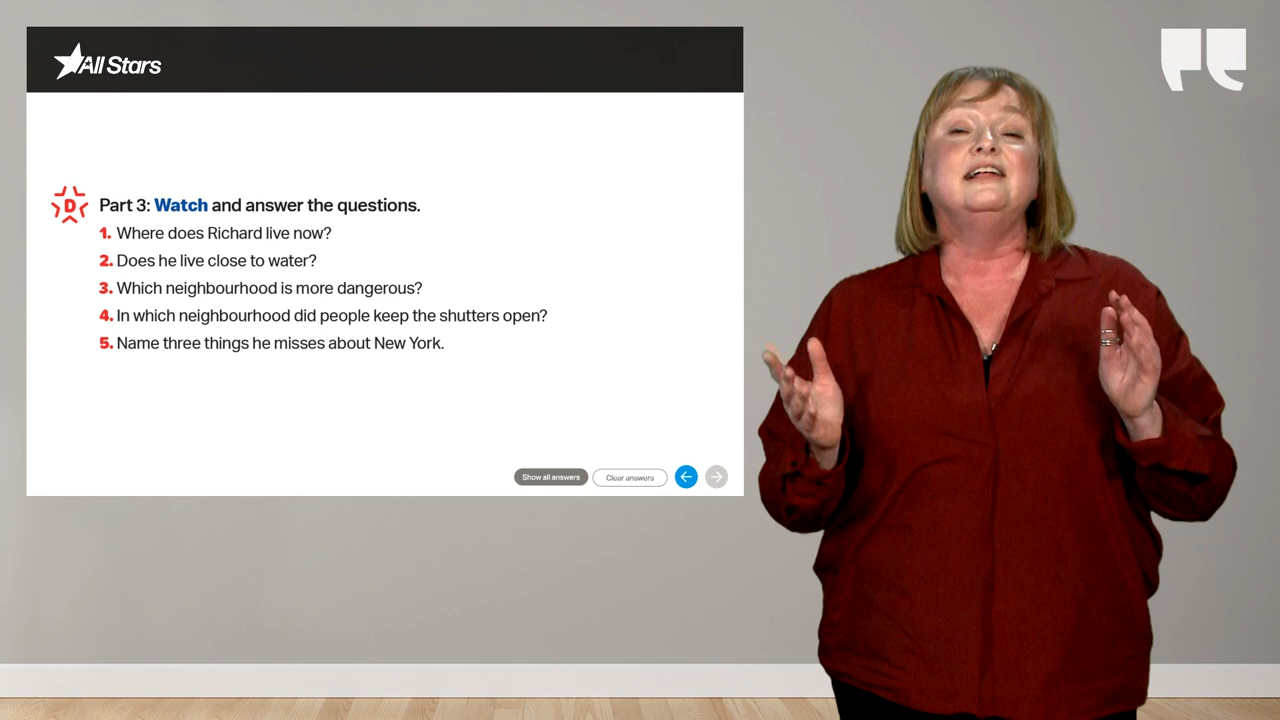 All Stars
D Part 3: Watch and answer the questions.
1. Where does Richard live now?
2. Does he live close to water?
3. Which neighbourhood is more dangerous?
4. In which neighbourhood did people keep the shutters open?
5. Name three things he misses about New York.
Show all answers Clear answers